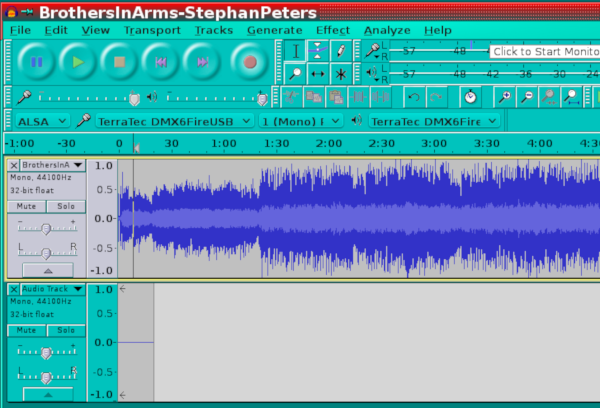 BrothersInArms-StephanPeters
File Edit View Transport Tracks Generate Effect Analyze Help
L
R
-57 -48
Click to Start Monito
L
R
-57 -48 -42 -36 -30 -24
ALSA TerraTec DMX6FireUSB 1 (Mono) I TerraTec DMX6Fire
-1:00 -30 0 30 1:00 1:30 2:00 2:30 3:00 3:30 4:00 4:30
X BrothersInA
Mono, 44100Hz
32-bit float
Mute Solo
- +
L R
1.0
0.5
0.0
-0.5
-1.0
X Audio Track
Mono, 44100Hz
32-bit float
Mute Solo
- +
L R
1.0
0.5
0.0
-0.5
-1.0